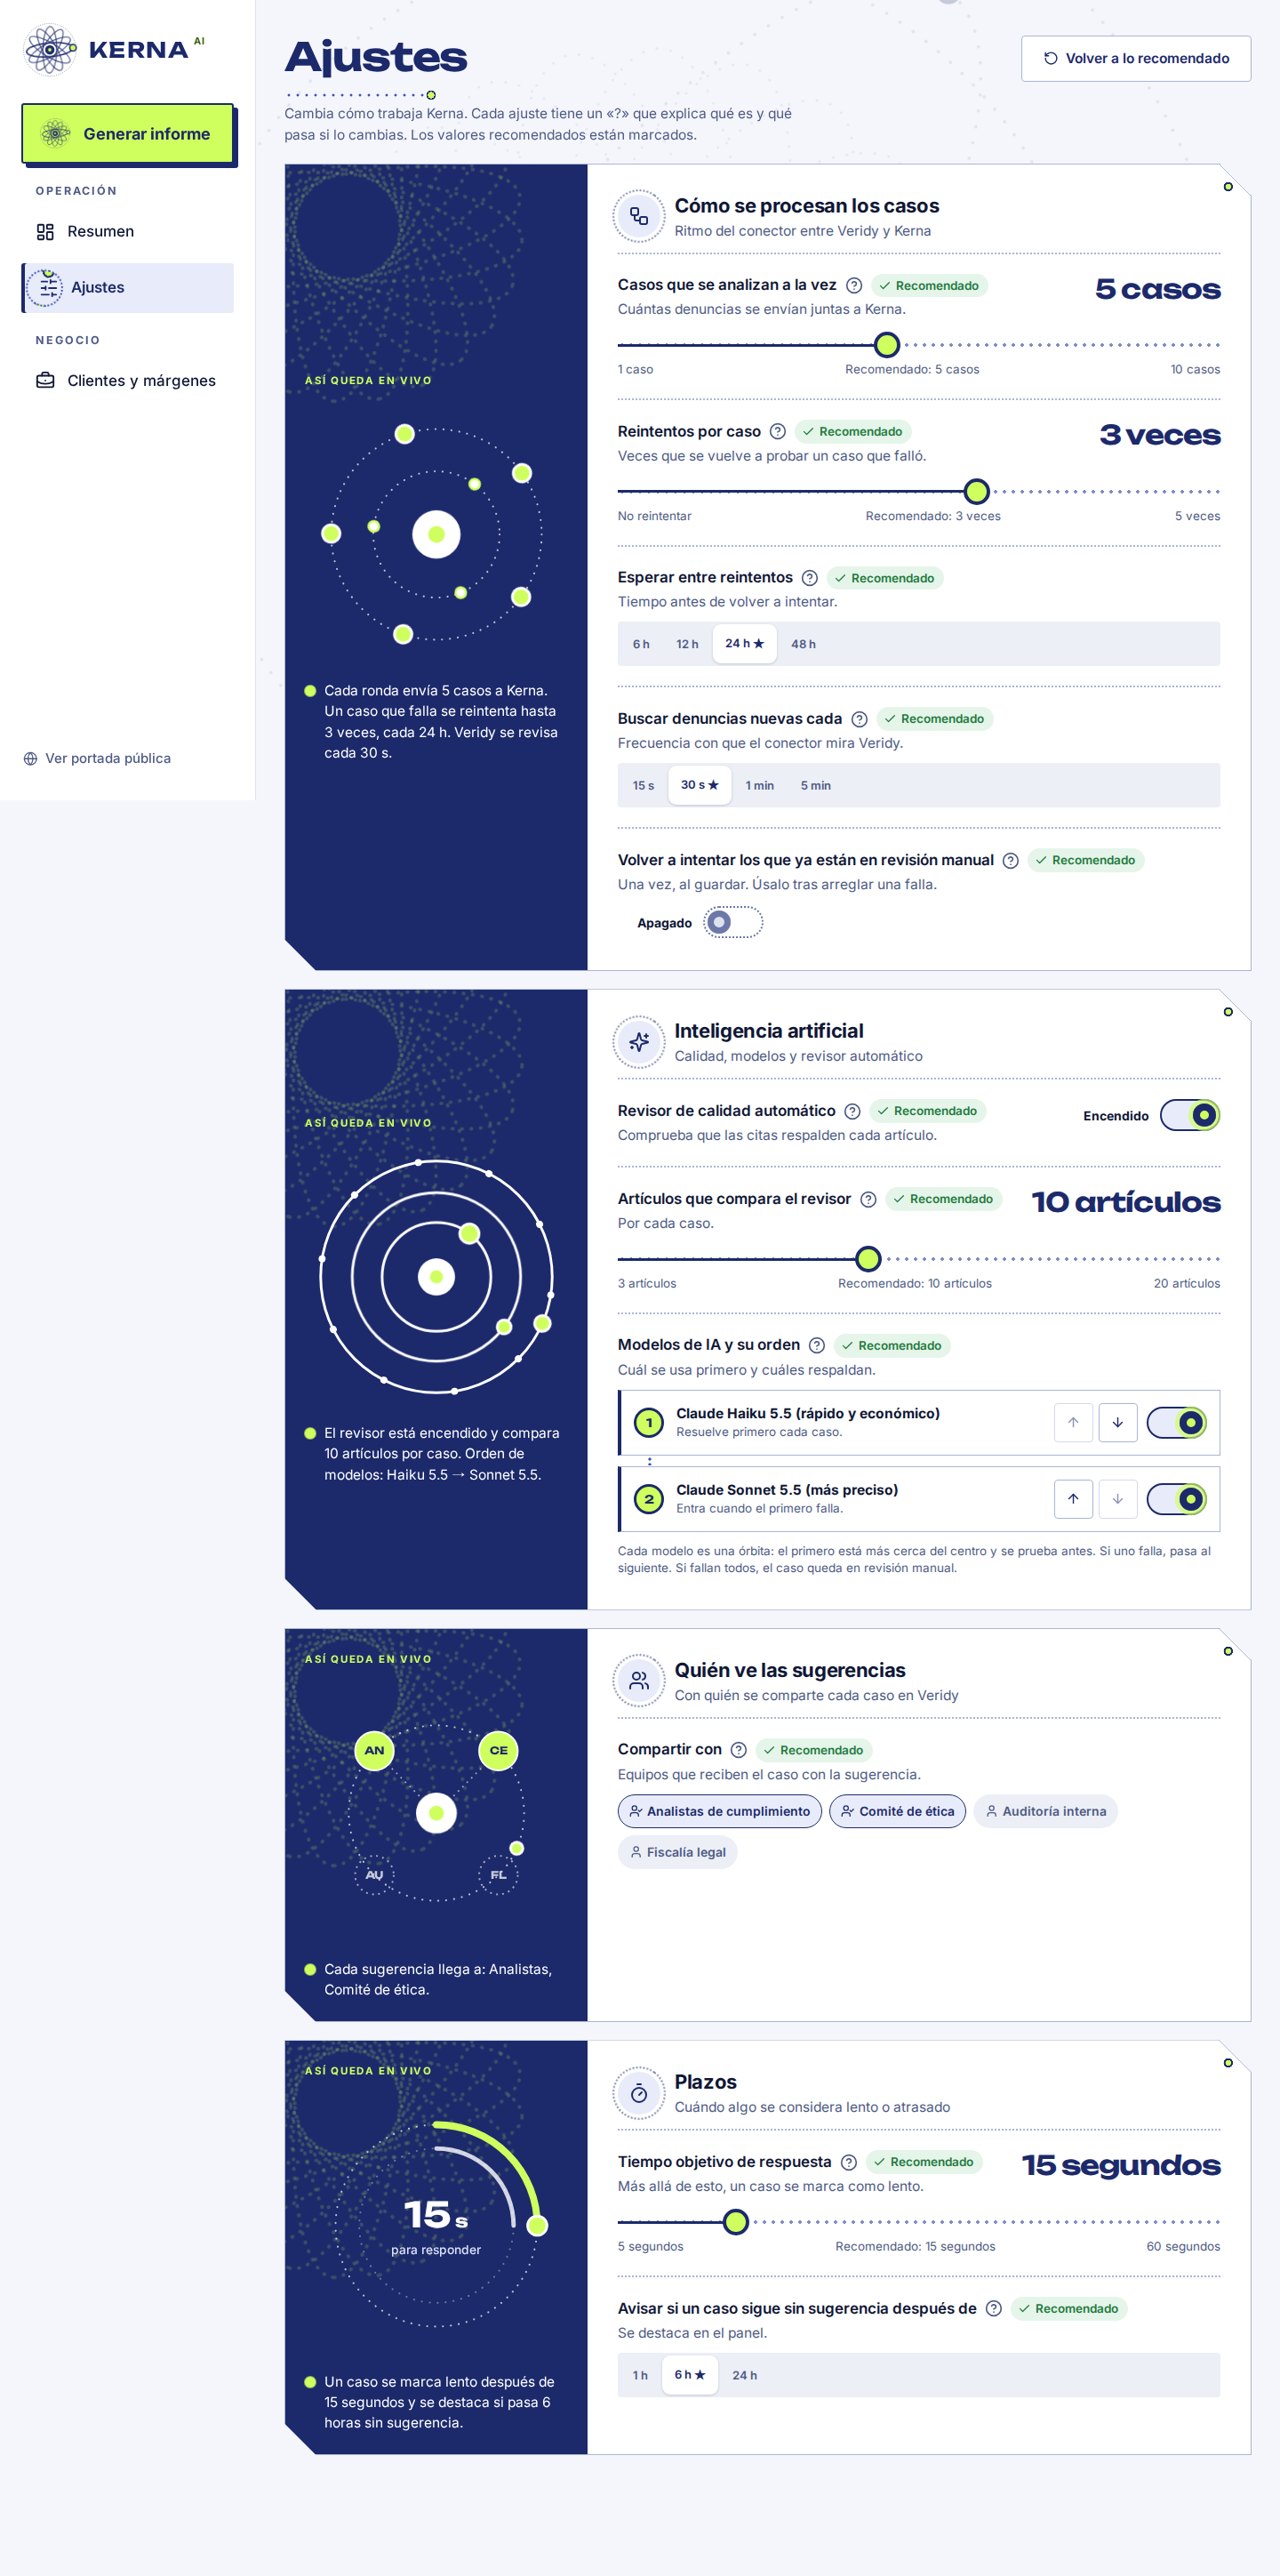 KERNA AI
Generar informe
OPERACIÓN
Resumen
Ajustes
NEGOCIO
Clientes y márgenes
Ver portada pública
Ajustes
Volver a lo recomendado
Cambia cómo trabaja Kerna. Cada ajuste tiene un «?» que explica qué es y qué
pasa si lo cambias. Los valores recomendados están marcados.
ASÍ QUEDA EN VIVO
Cada ronda envía 5 casos a Kerna.
Un caso que falla se reintenta hasta
3 veces, cada 24 h. Veridy se revisa
cada 30 s.
Cómo se procesan los casos
Ritmo del conector entre Veridy y Kerna
Casos que se analizan a la vez ? Recomendado
5 casos
Cuántas denuncias se envían juntas a Kerna.
1 caso Recomendado: 5 casos 10 casos
Reintentos por caso ? Recomendado
3 veces
Veces que se vuelve a probar un caso que falló.
No reintentar Recomendado: 3 veces 5 veces
Esperar entre reintentos ? Recomendado
Tiempo antes de volver a intentar.
6 h 12 h 24 h ★ 48 h
Buscar denuncias nuevas cada ? Recomendado
Frecuencia con que el conector mira Veridy.
15 s 30 s ★ 1 min 5 min
Volver a intentar los que ya están en revisión manual ? Recomendado
Una vez, al guardar. Úsalo tras arreglar una falla.
Apagado
ASÍ QUEDA EN VIVO
El revisor está encendido y compara
10 artículos por caso. Orden de
modelos: Haiku 5.5 → Sonnet 5.5.
Inteligencia artificial
Calidad, modelos y revisor automático
Revisor de calidad automático ? Recomendado
Encendido
Comprueba que las citas respalden cada artículo.
Artículos que compara el revisor ? Recomendado
10 artículos
Por cada caso.
3 artículos Recomendado: 10 artículos 20 artículos
Modelos de IA y su orden ? Recomendado
Cuál se usa primero y cuáles respaldan.
1 Claude Haiku 5.5 (rápido y económico)
Resuelve primero cada caso.
2 Claude Sonnet 5.5 (más preciso)
Entra cuando el primero falla.
Cada modelo es una órbita: el primero está más cerca del centro y se prueba antes. Si uno falla, pasa al
siguiente. Si fallan todos, el caso queda en revisión manual.
ASÍ QUEDA EN VIVO
AN CE
AU FL
Cada sugerencia llega a: Analistas,
Comité de ética.
Quién ve las sugerencias
Con quién se comparte cada caso en Veridy
Compartir con ? Recomendado
Equipos que reciben el caso con la sugerencia.
Analistas de cumplimiento Comité de ética Auditoría interna
Fiscalía legal
ASÍ QUEDA EN VIVO
15 s
para responder
Un caso se marca lento después de
15 segundos y se destaca si pasa 6
horas sin sugerencia.
Plazos
Cuándo algo se considera lento o atrasado
Tiempo objetivo de respuesta ? Recomendado
15 segundos
Más allá de esto, un caso se marca como lento.
5 segundos Recomendado: 15 segundos 60 segundos
Avisar si un caso sigue sin sugerencia después de ? Recomendado
Se destaca en el panel.
1 h 6 h ★ 24 h